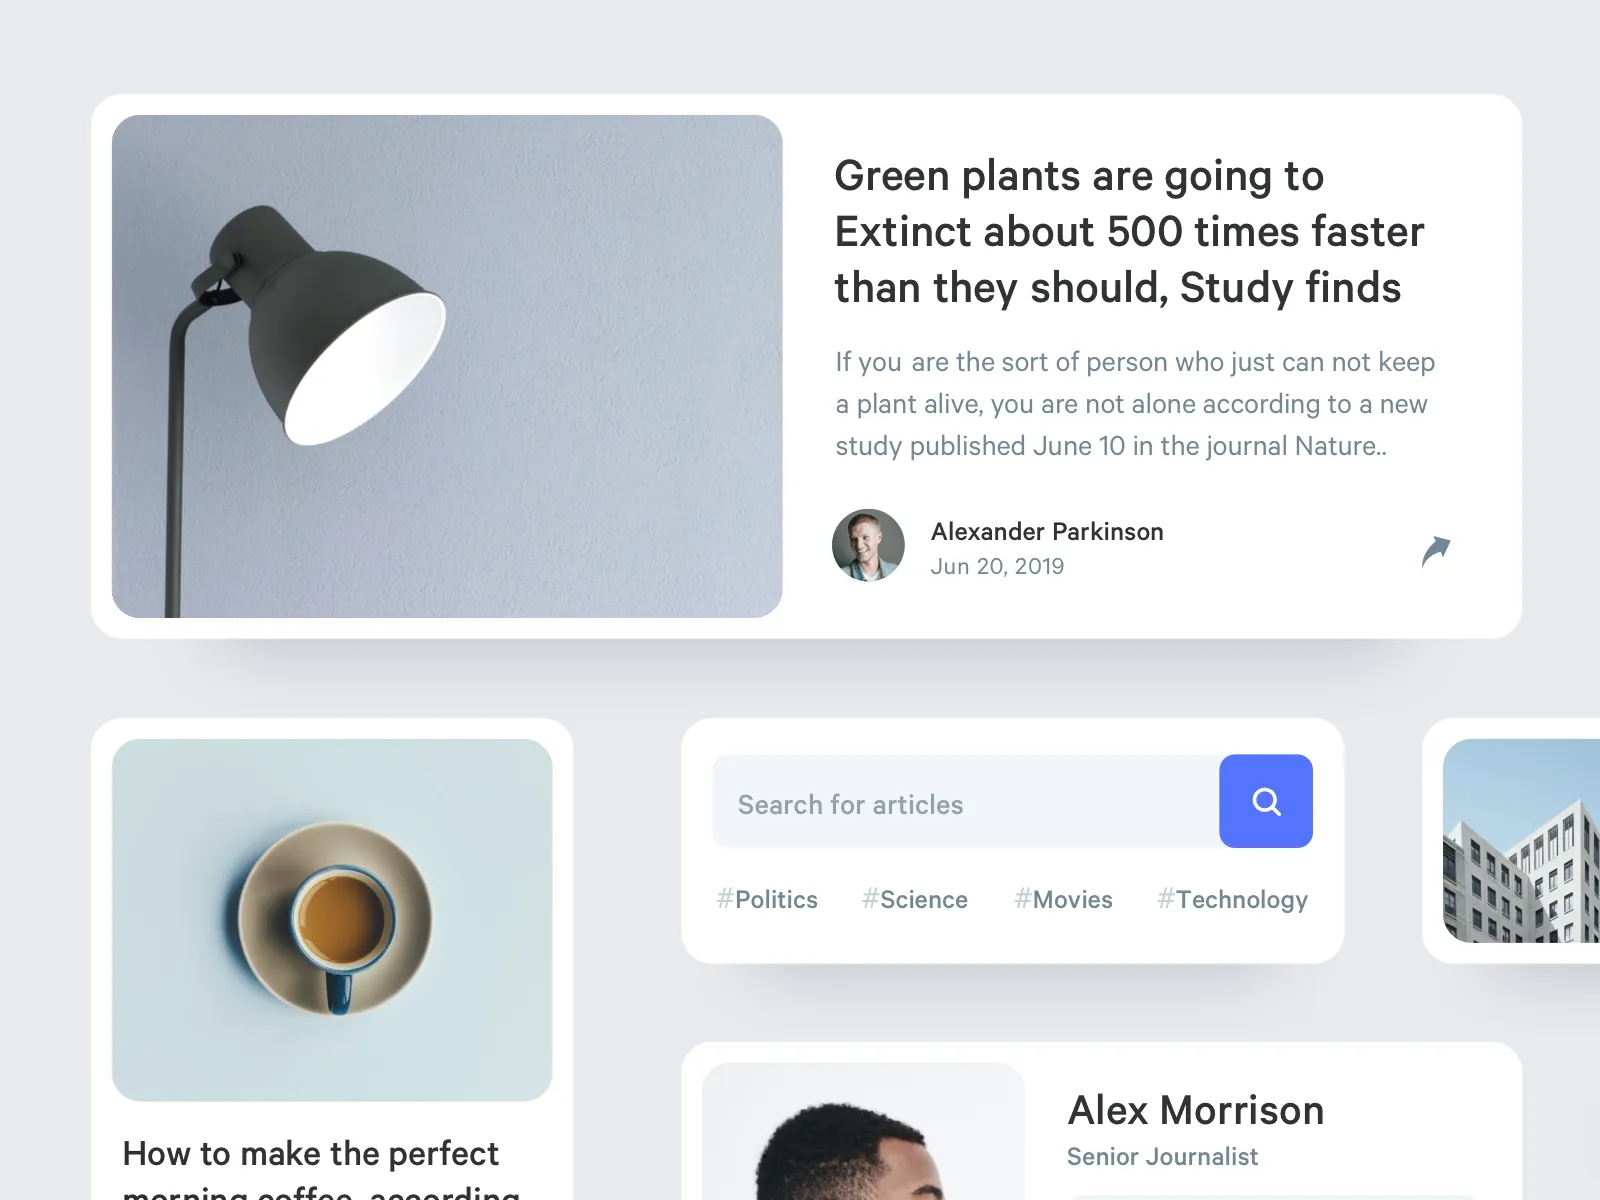 Green plants are going to
Extinct about 500 times faster
than they should, Study finds
If you are the sort of person who just can not keep
a plant alive, you are not alone according to a new
study published June 10 in the journal Nature..
Alexander Parkinson
Jun 20, 2019
Search for articles
#Politics #Science #Movies #Technology
How to make the perfect
morning coffee, according
Alex Morrison
Senior Journalist